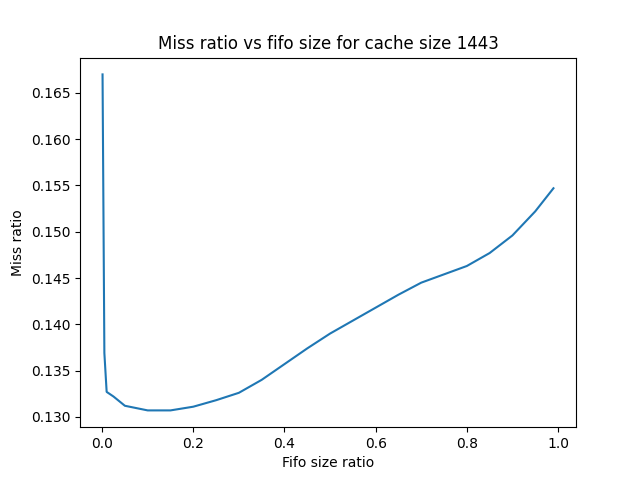 Miss ratio vs fifo size for cache size 1443
0.165
0.160
0.155
0.150
0.145
0.140
0.135
0.130
Miss ratio
0.0 0.2 0.4 0.6 0.8 1.0
Fifo size ratio